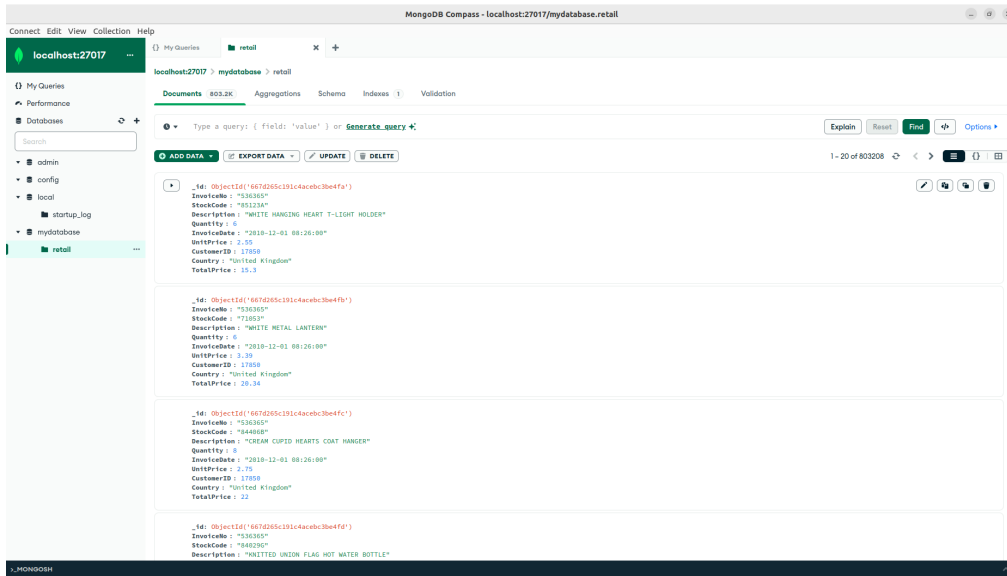 MongoDB Compass - localhost:27017/mydatabase.retail
Connect Edit View Collection Help
localhost:27017 ...
{} My Queries
Performance
Databases
Search
admin
config
local
startup_log
mydatabase
retail ...
{} My Queries retail × +
localhost:27017 > mydatabase > retail
Documents 803.2K Aggregations Schema Indexes 1 Validation
Type a query: { field: 'value' } or Generate query
Explain Reset Find </> Options
ADD DATA EXPORT DATA UPDATE DELETE
1 – 20 of 803208 {}
_id: ObjectId('667d265c191c4acebc3be4fa')
InvoiceNo : "536365"
StockCode : "85123A"
Description : "WHITE HANGING HEART T-LIGHT HOLDER"
Quantity : 6
InvoiceDate : "2010-12-01 08:26:00"
UnitPrice : 2.55
CustomerID : 17850
Country : "United Kingdom"
TotalPrice : 15.3
_id: ObjectId('667d265c191c4acebc3be4fb')
InvoiceNo : "536365"
StockCode : "71053"
Description : "WHITE METAL LANTERN"
Quantity : 6
InvoiceDate : "2010-12-01 08:26:00"
UnitPrice : 3.39
CustomerID : 17850
Country : "United Kingdom"
TotalPrice : 20.34
_id: ObjectId('667d265c191c4acebc3be4fc')
InvoiceNo : "536365"
StockCode : "84406B"
Description : "CREAM CUPID HEARTS COAT HANGER"
Quantity : 8
InvoiceDate : "2010-12-01 08:26:00"
UnitPrice : 2.75
CustomerID : 17850
Country : "United Kingdom"
TotalPrice : 22
_id: ObjectId('667d265c191c4acebc3be4fd')
InvoiceNo : "536365"
StockCode : "84029G"
Description : "KNITTED UNION FLAG HOT WATER BOTTLE"
>_MONGOSH